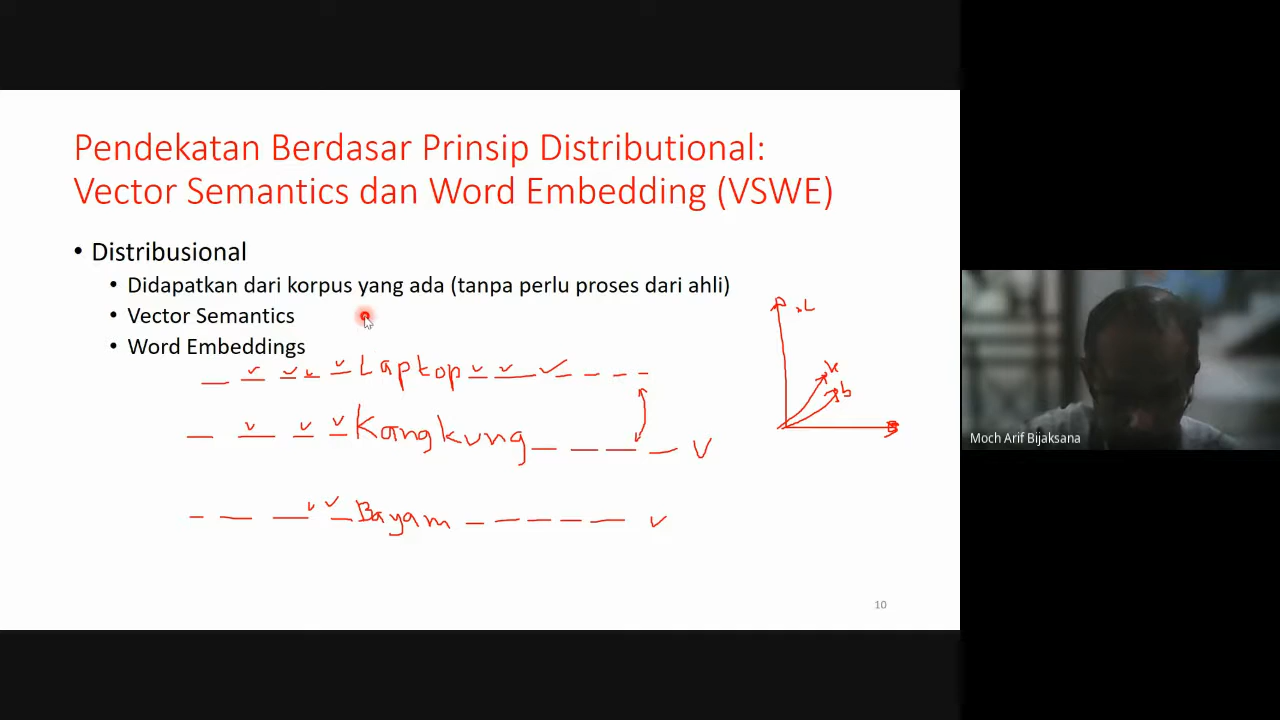 Pendekatan Berdasar Prinsip Distributional:
Vector Semantics dan Word Embedding (VSWE)
• Distribusional
• Didapatkan dari korpus yang ada (tanpa perlu proses dari ahli)
• Vector Semantics
• Word Embeddings
Laptop
Kangkung
Bayam
L
k
b
10
Moch Arif Bijaksana